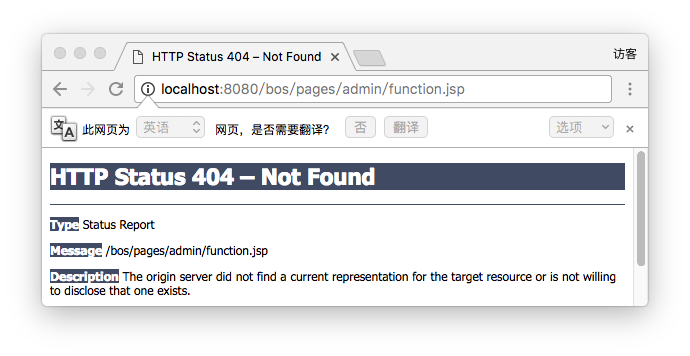 HTTP Status 404 – Not Found
访客
localhost:8080/bos/pages/admin/function.jsp
文A 此网页为 英语 网页，是否需要翻译？ 否 翻译 选项
HTTP Status 404 – Not Found
Type Status Report
Message /bos/pages/admin/function.jsp
Description The origin server did not find a current representation for the target resource or is not willing
to disclose that one exists.